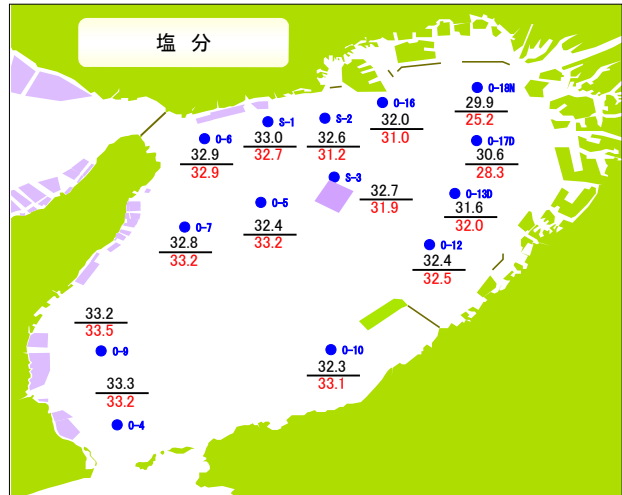 塩 分
O-18N
29.9
25.2
O-16
32.0
31.0
S-2
32.6
31.2
S-1
33.0
32.7
O-6
32.9
32.9
O-17D
30.6
28.3
S-3
32.7
31.9
O-13D
31.6
32.0
O-5
32.4
33.2
O-7
32.8
33.2
O-12
32.4
32.5
33.2
33.5
O-9
O-10
32.3
33.1
33.3
33.2
O-4